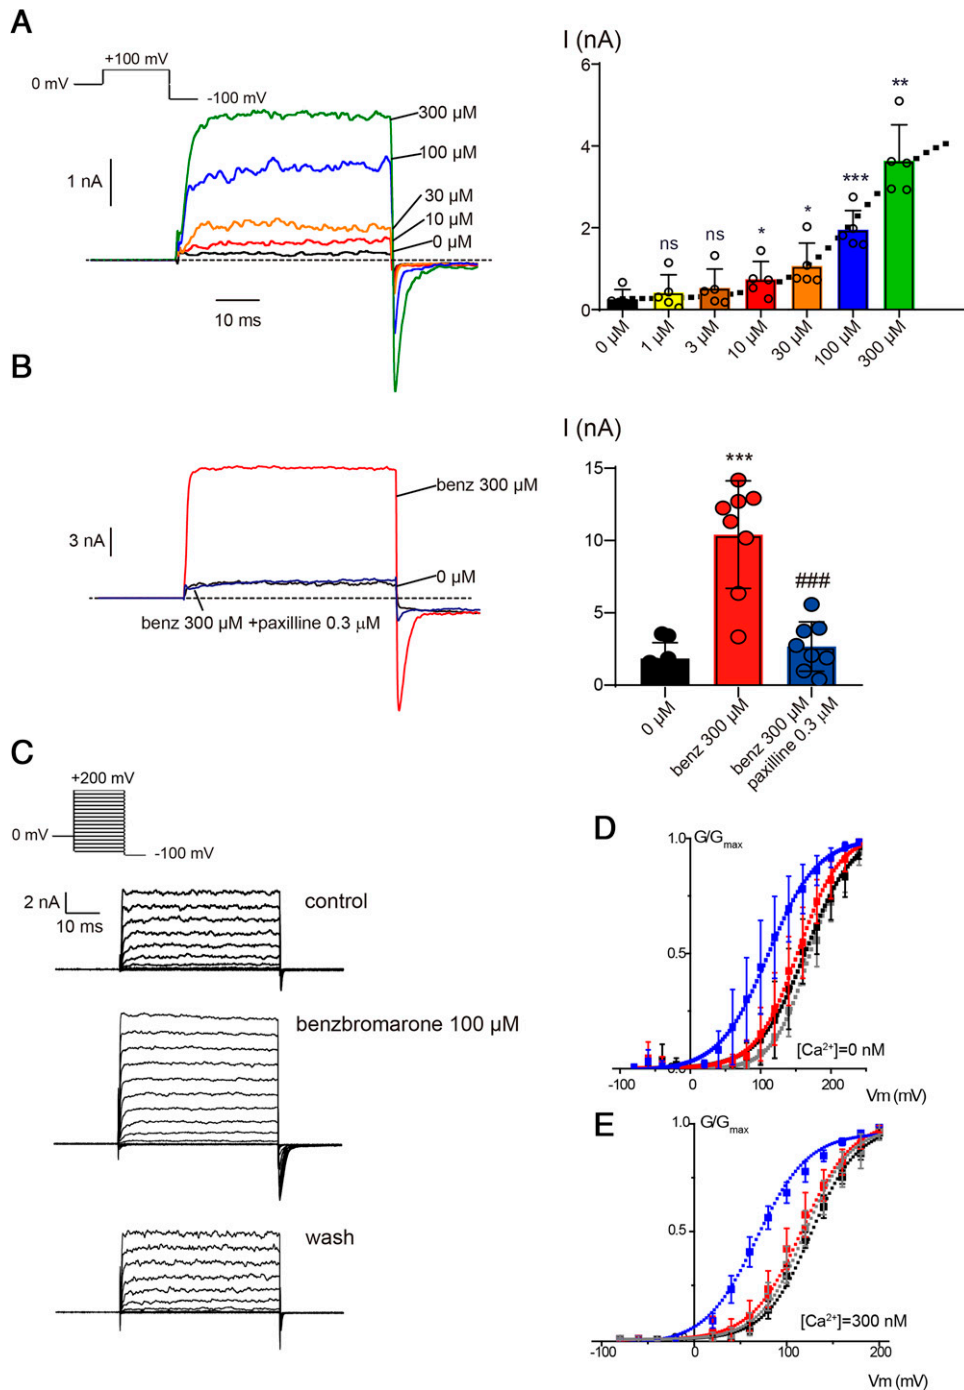 A
+100 mV
0 mV
-100 mV
300 µM
100 µM
1 nA
30 µM
10 µM
0 µM
10 ms
I (nA)
6
4
2
0
ns
ns
*
*
***
**
0 µM
1 µM
3 µM
10 µM
30 µM
100 µM
300 µM
B
benz 300 µM
3 nA
0 µM
benz 300 µM +paxilline 0.3 µM
I (nA)
15
10
5
0
***
###
0 µM
benz 300 µM
benz 300 µM
paxilline 0.3 µM
C
+200 mV
0 mV
-100 mV
2 nA
10 ms
control
benzbromarone 100 µM
wash
D
1.0
G/Gmax
0.5
[Ca2+]=0 nM
-100
0
100
200
Vm (mV)
E
1.0
G/Gmax
0.5
[Ca2+]=300 nM
-100
0
100
200
Vm (mV)